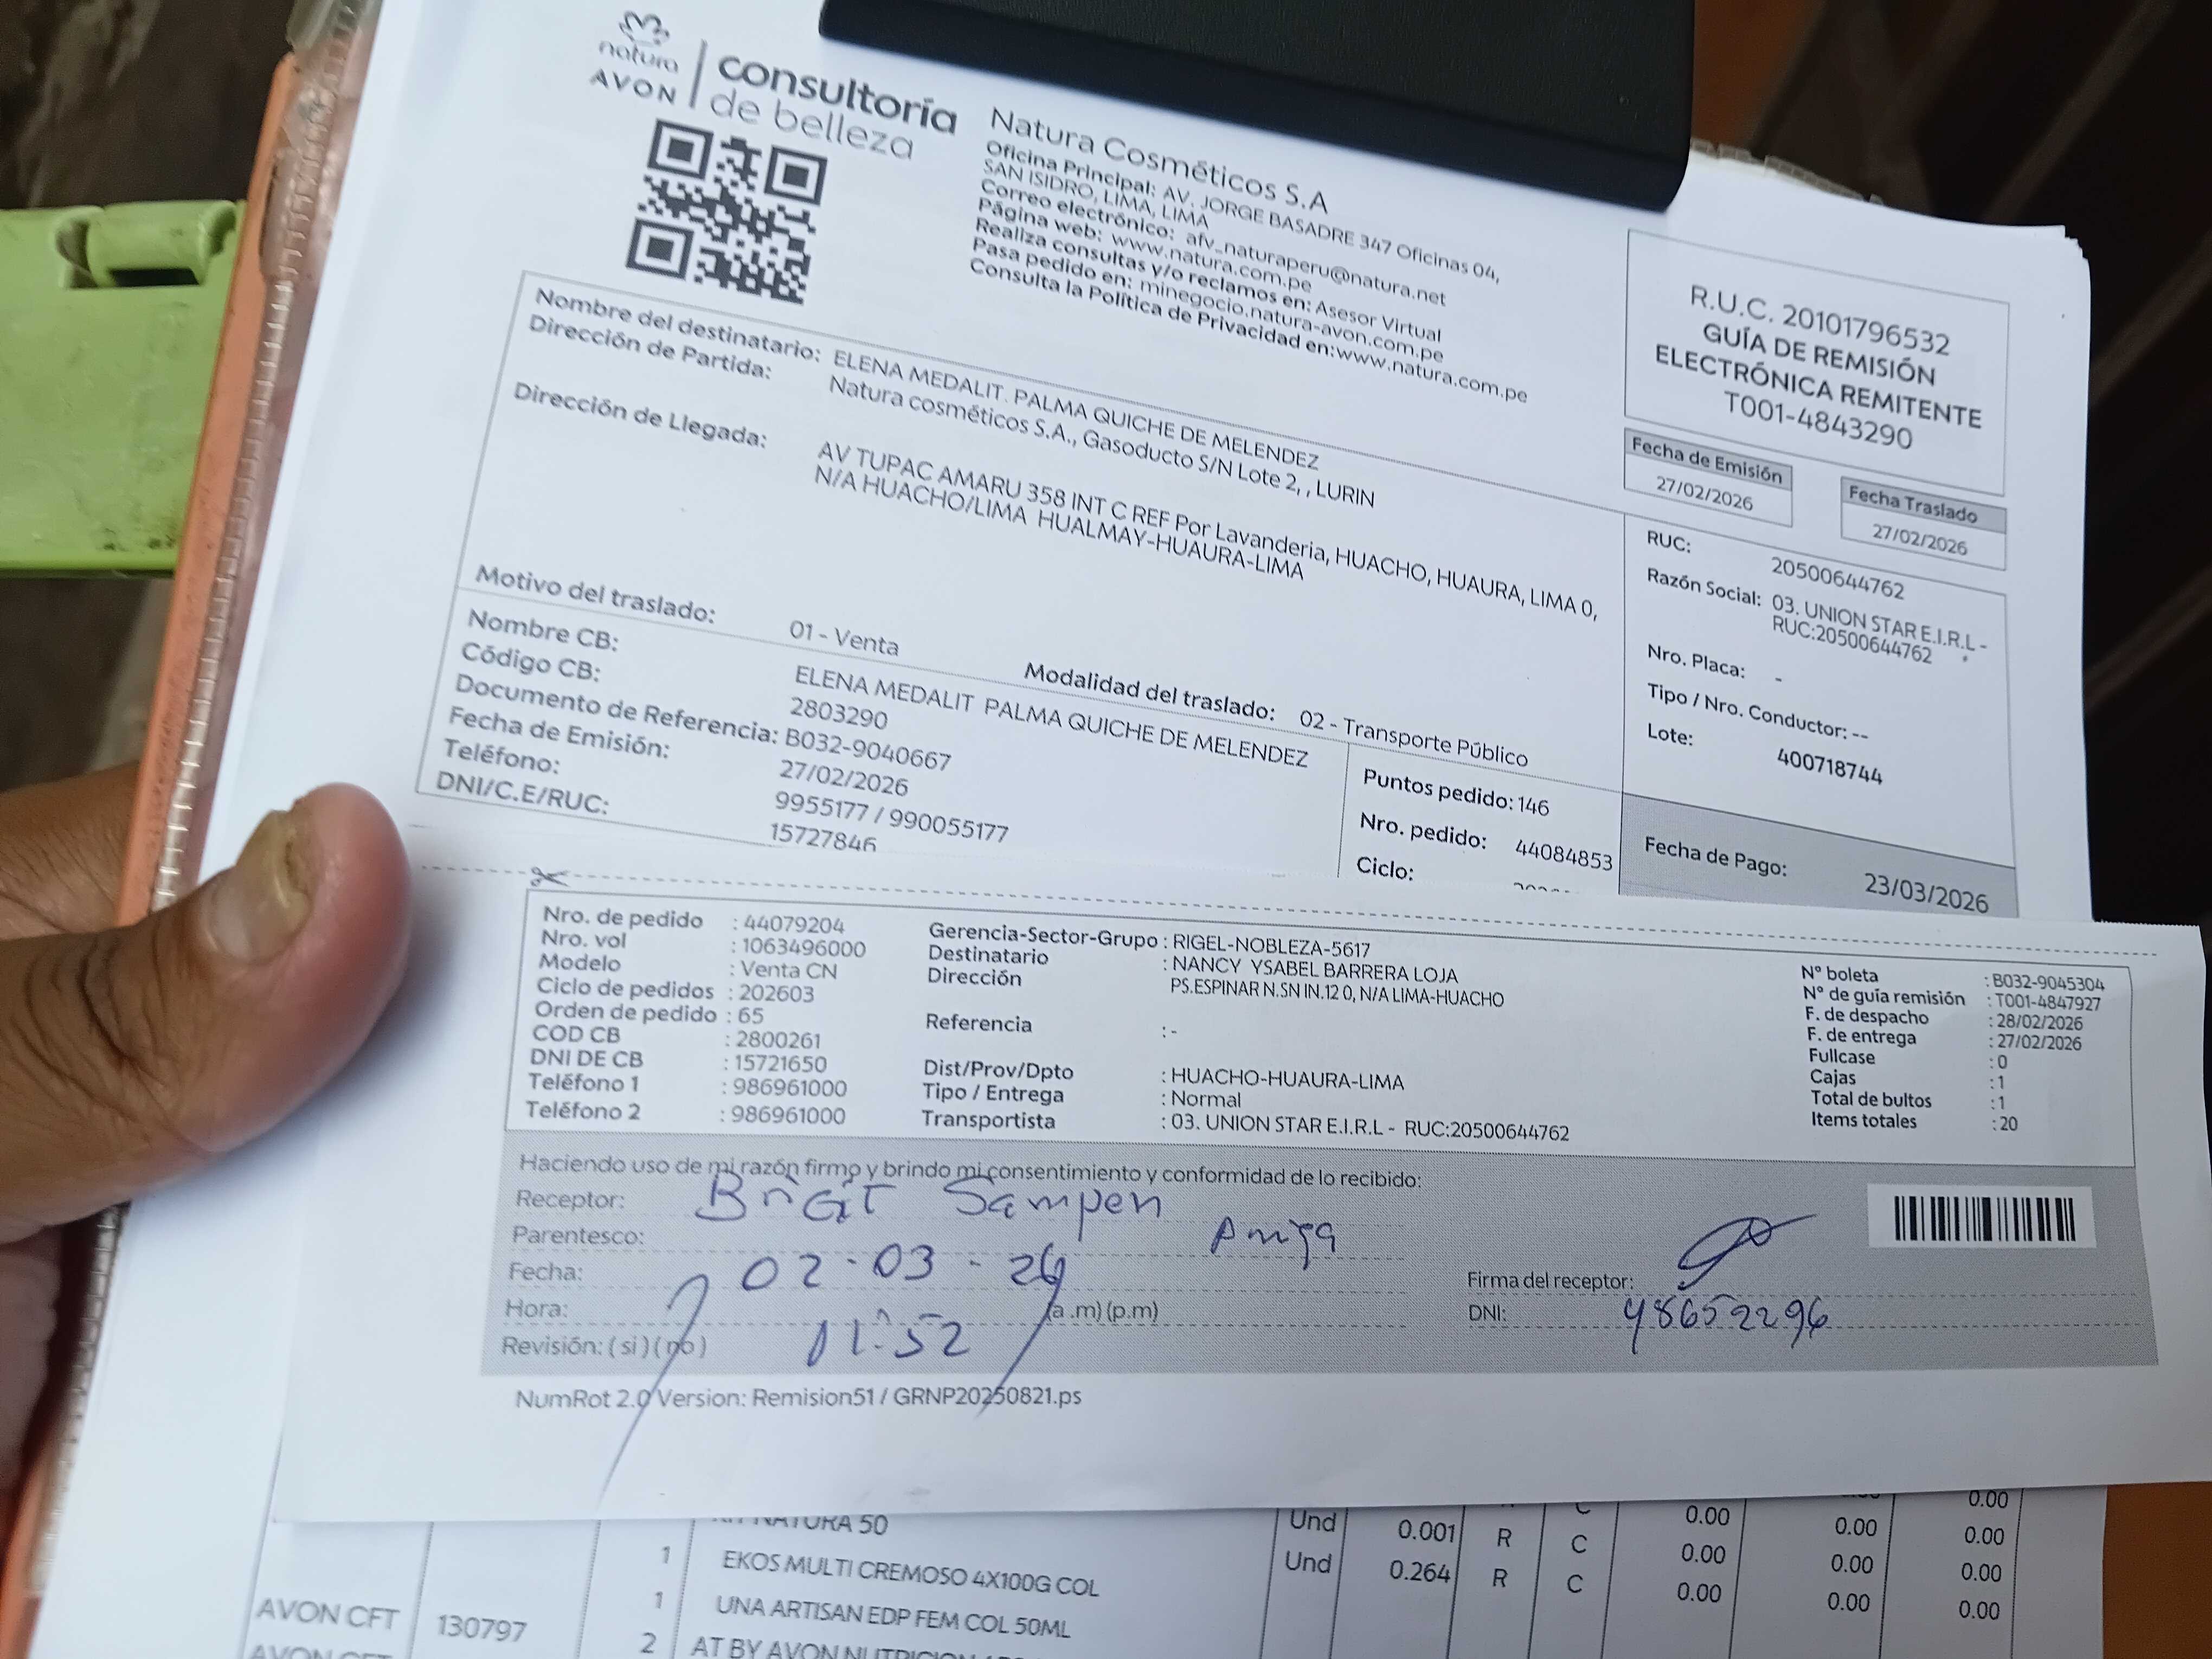 natura
AVON
consultoría
de belleza
Natura Cosméticos S.A
Oficina Principal: AV. JORGE BASADRE 347 Oficinas 04,
SAN ISIDRO, LIMA, LIMA
Correo electrónico: afv_naturaperu@natura.net
Página web: www.natura.com.pe
Realiza consultas y/o reclamos en: Asesor Virtual
Pasa pedido en: minegocio.natura-avon.com.pe
Consulta la Política de Privacidad en:www.natura.com.pe
R.U.C. 20101796532
GUÍA DE REMISIÓN
ELECTRÓNICA REMITENTE
T001-4843290
Fecha de Emisión
27/02/2026
Fecha Traslado
27/02/2026
Nombre del destinatario: ELENA MEDALIT. PALMA QUICHE DE MELENDEZ
Dirección de Partida: Natura cosméticos S.A., Gasoducto S/N Lote 2, , LURIN
Dirección de Llegada: AV TUPAC AMARU 358 INT C REF Por Lavanderia, HUACHO, HUAURA, LIMA 0,
N/A HUACHO/LIMA HUALMAY-HUAURA-LIMA
Motivo del traslado: 01 - Venta Modalidad del traslado: 02 - Transporte Público
RUC: 20500644762
Razón Social: 03. UNION STAR E.I.R.L -
RUC:20500644762
Nro. Placa: -
Tipo / Nro. Conductor: --
Lote: 400718744
Nombre CB: ELENA MEDALIT PALMA QUICHE DE MELENDEZ
Código CB: 2803290
Documento de Referencia: B032-9040667
Fecha de Emisión: 27/02/2026
Teléfono: 9955177 / 990055177
DNI/C.E/RUC: 15727846
Puntos pedido: 146
Nro. pedido: 44084853
Ciclo:
Fecha de Pago: 23/03/2026
Nro. de pedido : 44079204
Nro. vol : 1063496000
Modelo : Venta CN
Ciclo de pedidos : 202603
Orden de pedido : 65
COD CB : 2800261
DNI DE CB : 15721650
Teléfono 1 : 986961000
Teléfono 2 : 986961000
Gerencia-Sector-Grupo : RIGEL-NOBLEZA-5617
Destinatario : NANCY YSABEL BARRERA LOJA
Dirección PS.ESPINAR N.SN IN.12 0, N/A LIMA-HUACHO
Referencia : -
Dist/Prov/Dpto : HUACHO-HUAURA-LIMA
Tipo / Entrega : Normal
Transportista : 03. UNION STAR E.I.R.L - RUC:20500644762
N° boleta : B032-9045304
N° de guía remisión : T001-4847927
F. de despacho : 28/02/2026
F. de entrega : 27/02/2026
Fullcase : 0
Cajas : 1
Total de bultos : 1
Items totales : 20
Haciendo uso de mi razón firmo y brindo mi consentimiento y conformidad de lo recibido:
Receptor: Brigit Sampen
Parentesco: Amiga
Fecha: 02-03-26
Hora: 11:52 (a .m) (p.m)
Revisión: ( si ) ( no )
Firma del receptor:
DNI: 48652296
NumRot 2.0 Version: Remision51 / GRNP20250821.ps
NATURA 50 Und 0.001 R C 0.00 0.00 0.00
1 EKOS MULTI CREMOSO 4X100G COL Und 0.264 R C 0.00 0.00 0.00
1 UNA ARTISAN EDP FEM COL 50ML 0.00 0.00 0.00
AVON CFT 130797 2 AT BY AVON